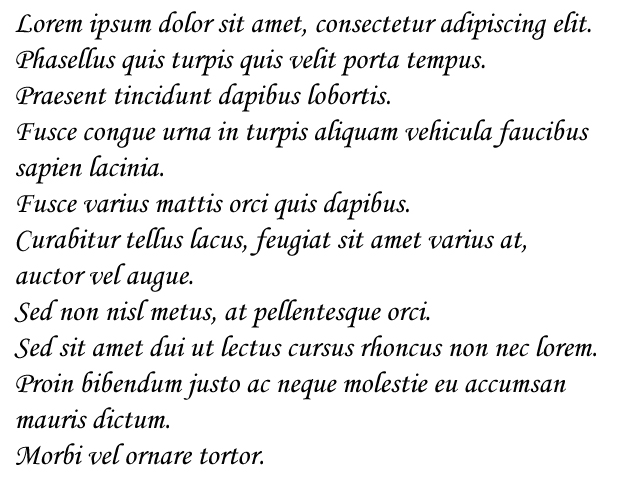 Lorem ipsum dolor sit amet, consectetur adipiscing elit.
Phasellus quis turpis quis velit porta tempus.
Praesent tincidunt dapibus lobortis.
Fusce congue urna in turpis aliquam vehicula faucibus
sapien lacinia.
Fusce varius mattis orci quis dapibus.
Curabitur tellus lacus, feugiat sit amet varius at,
auctor vel augue.
Sed non nisl metus, at pellentesque orci.
Sed sit amet dui ut lectus cursus rhoncus non nec lorem.
Proin bibendum justo ac neque molestie eu accumsan
mauris dictum.
Morbi vel ornare tortor.